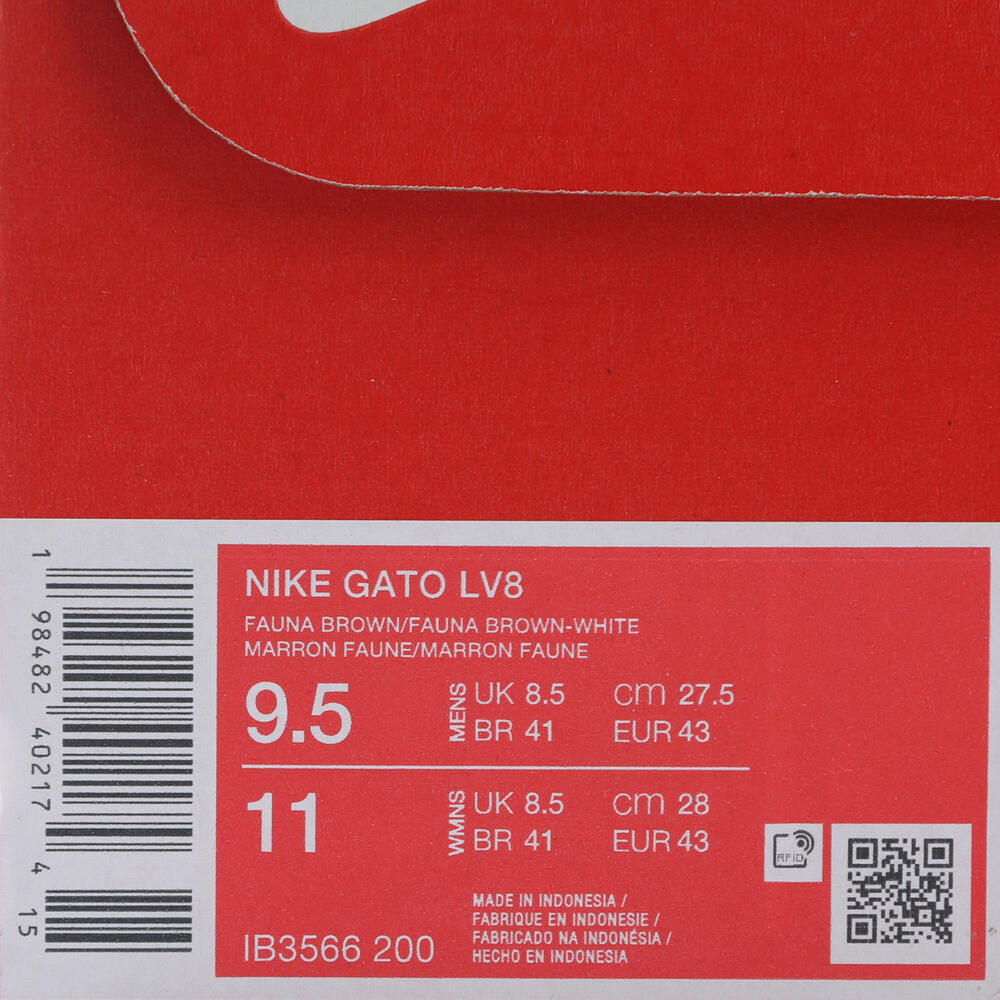 NIKE GATO LV8
FAUNA BROWN/FAUNA BROWN-WHITE
MARRON FAUNE/MARRON FAUNE
9.5 MENS UK 8.5 cm 27.5
BR 41 EUR 43
11 WMNS UK 8.5 cm 28
BR 41 EUR 43
RFID
MADE IN INDONESIA /
FABRIQUE EN INDONESIE /
FABRICADO NA INDONÉSIA /
HECHO EN INDONESIA
IB3566 200
1 98482 40217 4 15